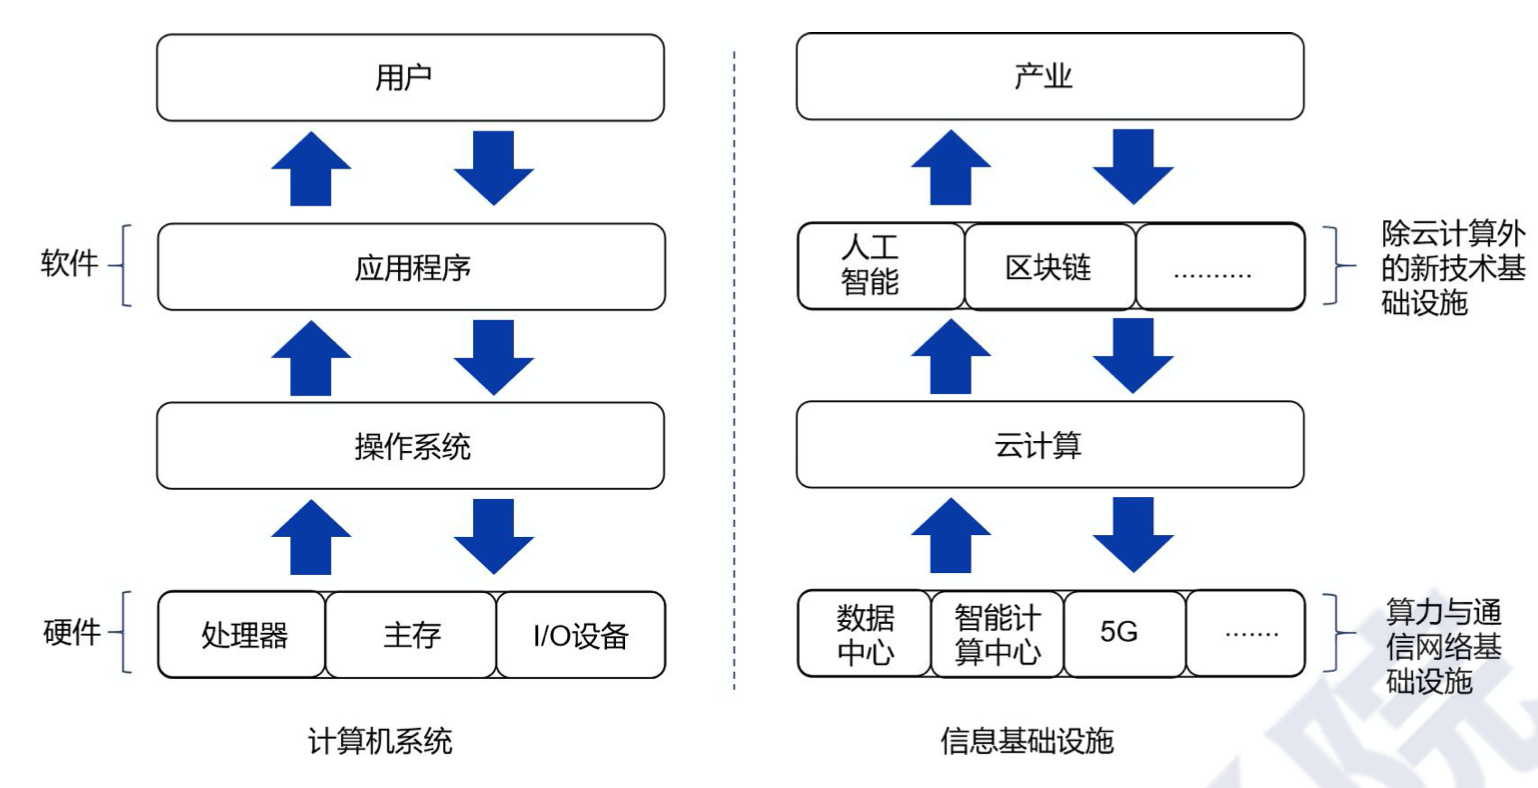 用户
软件
应用程序
操作系统
硬件
处理器
主存
I/O设备
计算机系统
产业
人工
智能
区块链
..........
除云计算外
的新技术基
础设施
云计算
数据
中心
智能计
算中心
5G
.......
算力与通
信网络基
础设施
信息基础设施
院